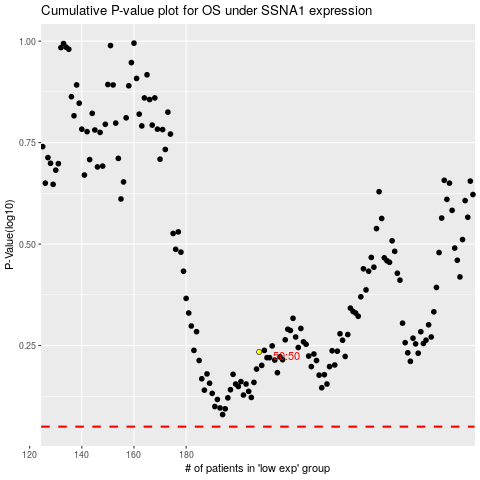 Cumulative P-value plot for OS under SSNA1 expression
P-Value(log10)
1.00
0.75
0.50
0.25
50:50
120 140 160 180
# of patients in 'low exp' group